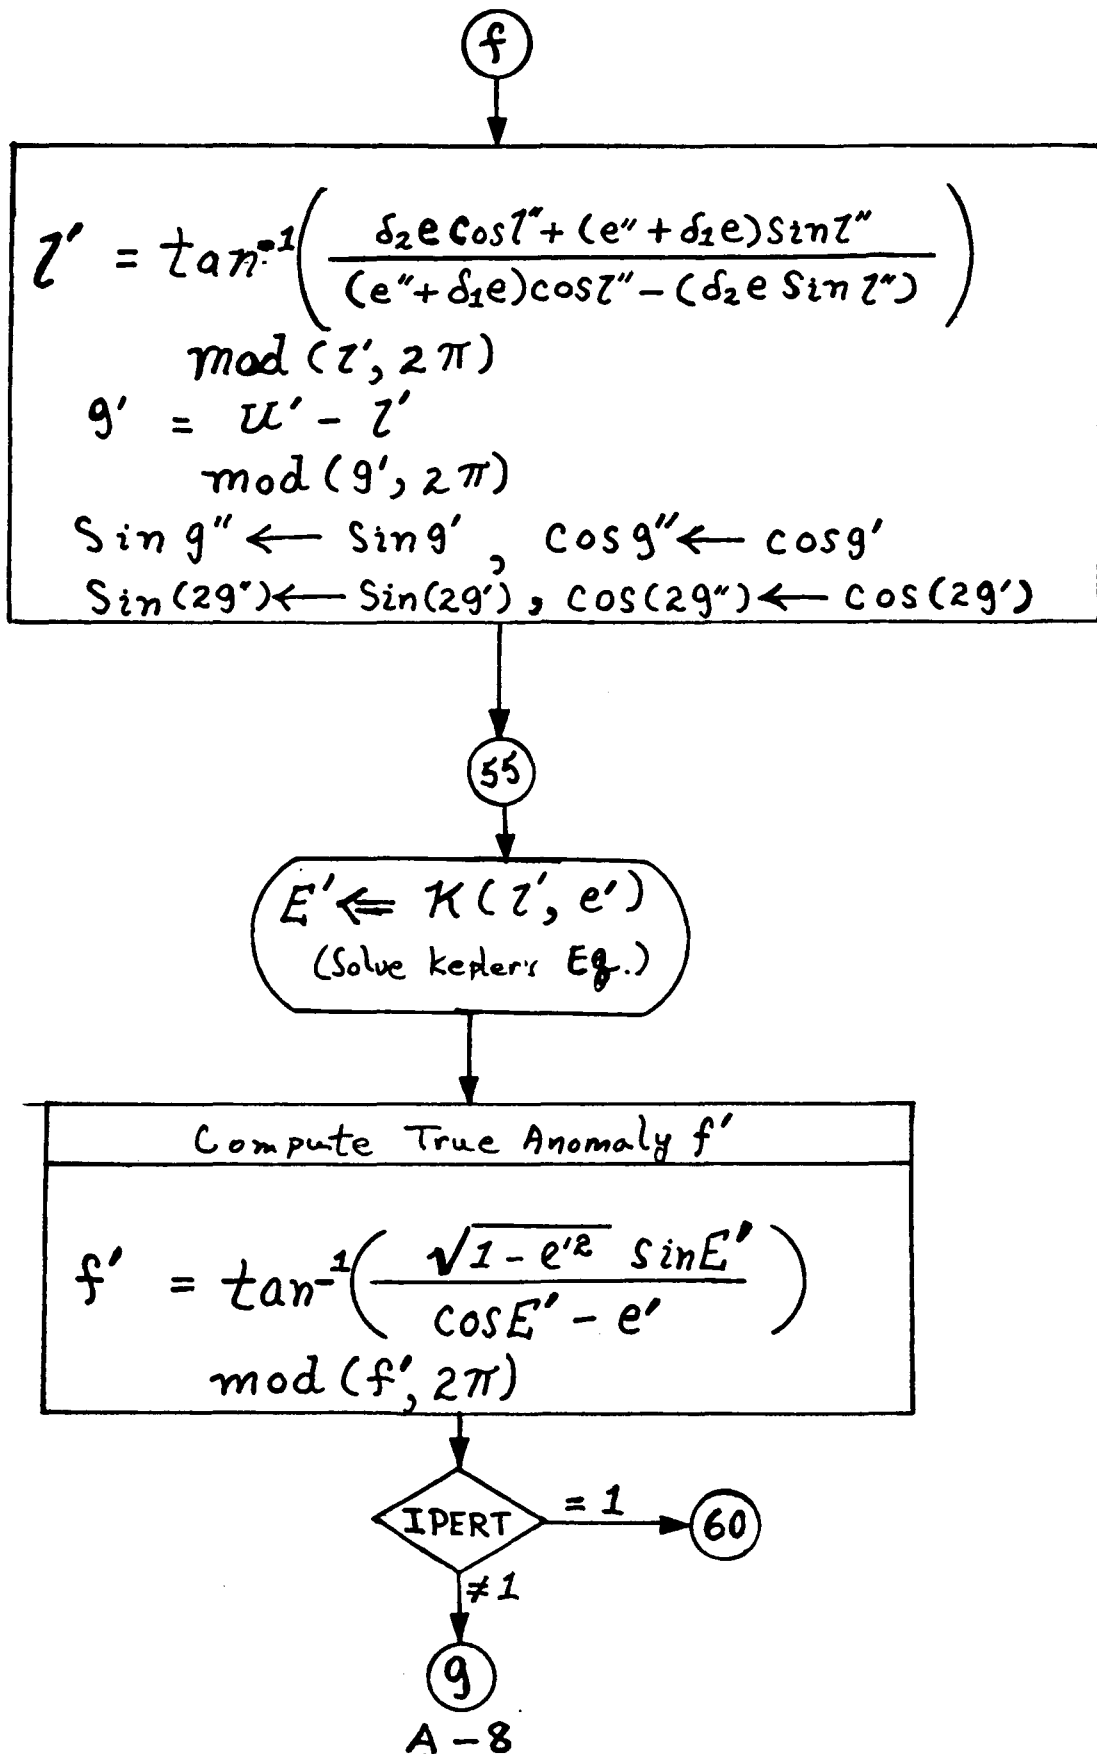 f
l' = tan⁻¹( (δ₂e cos l'' + (e'' + δ₁e) sin l'') / ((e'' + δ₁e) cos l'' - (δ₂e Sin l'')) )
mod (l', 2π)
g' = u' - l'
mod (g', 2π)
Sin g'' ← Sin g' , Cos g'' ← cos g'
Sin(2g'') ← Sin(2g') , Cos(2g'') ← Cos(2g')
55
E' ⇐ K(l', e')
(Solve Kepler's Eq.)
Compute True Anomaly f'
f' = tan⁻¹( √(1 - e'²) sin E' / (cos E' - e') )
mod (f', 2π)
IPERT = 1 60
≠ 1
g
A-8